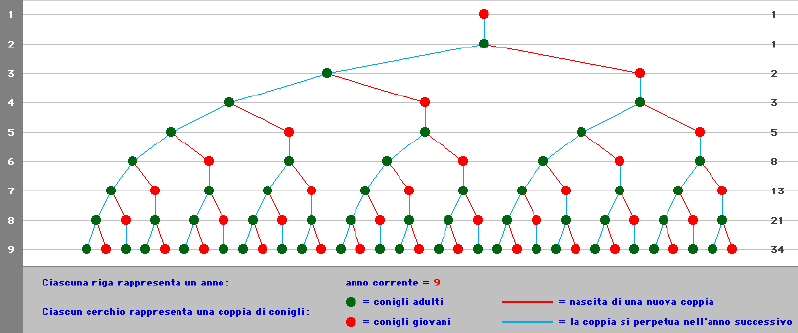 1 1
2 1
3 2
4 3
5 5
6 8
7 13
8 21
9 34
Ciascuna riga rappresenta un anno: anno corrente = 9
= conigli adulti = nascita di una nuova coppia
Ciascun cerchio rappresenta una coppia di conigli:
= conigli giovani = la coppia si perpetua nell'anno successivo